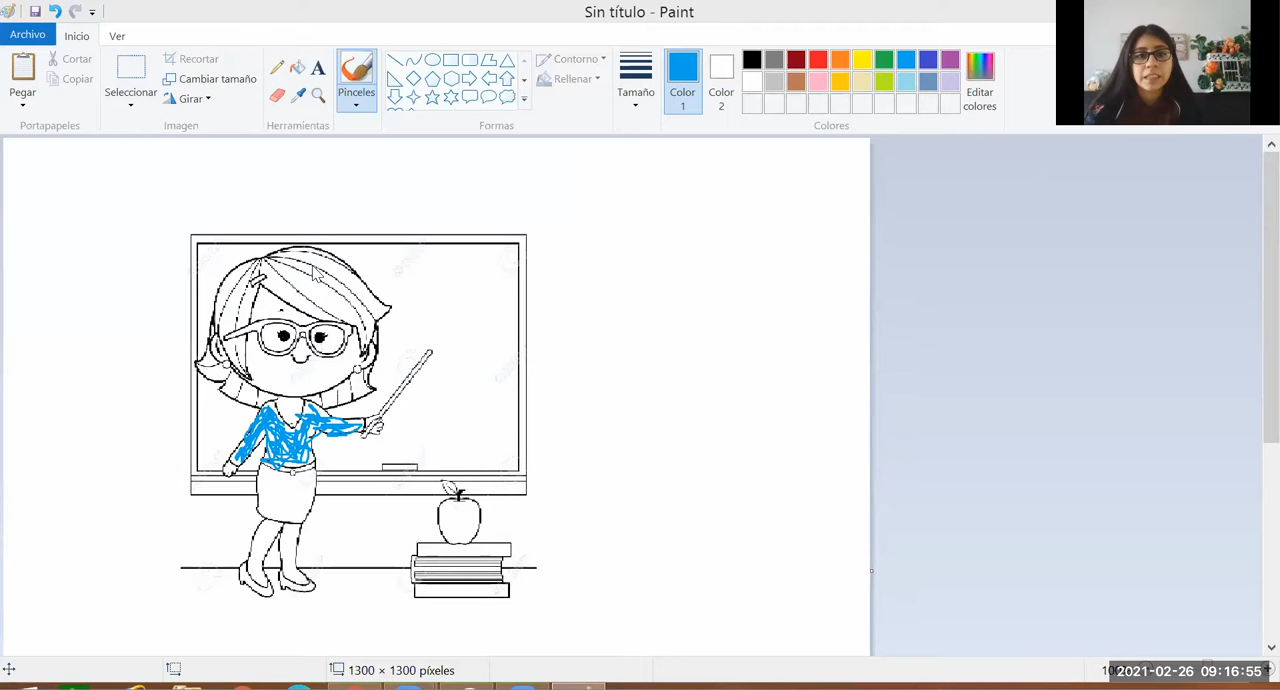 Sin título - Paint
Archivo
Inicio
Ver
Pegar
Cortar
Copiar
Portapapeles
Seleccionar
Recortar
Cambiar tamaño
Girar
Imagen
A
Herramientas
Pinceles
Formas
Contorno
Rellenar
Tamaño
Color
1
Color
2
Colores
Editar
colores
1300 × 1300 píxeles
2021-02-26 09:16:55